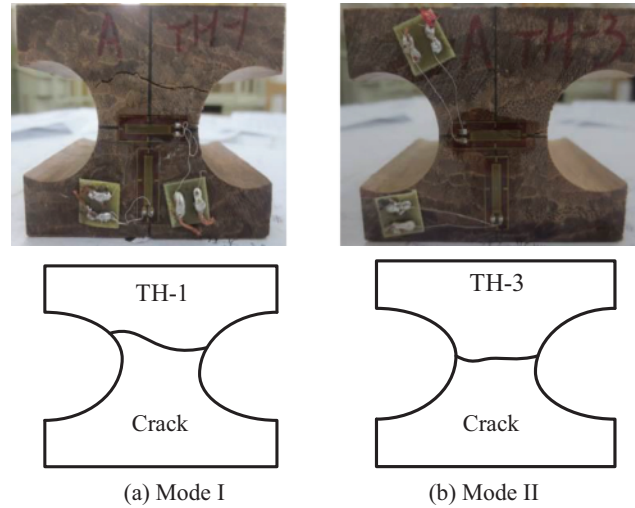 A TH-1
A TH-3
TH-1
Crack
TH-3
Crack
(a) Mode I
(b) Mode II